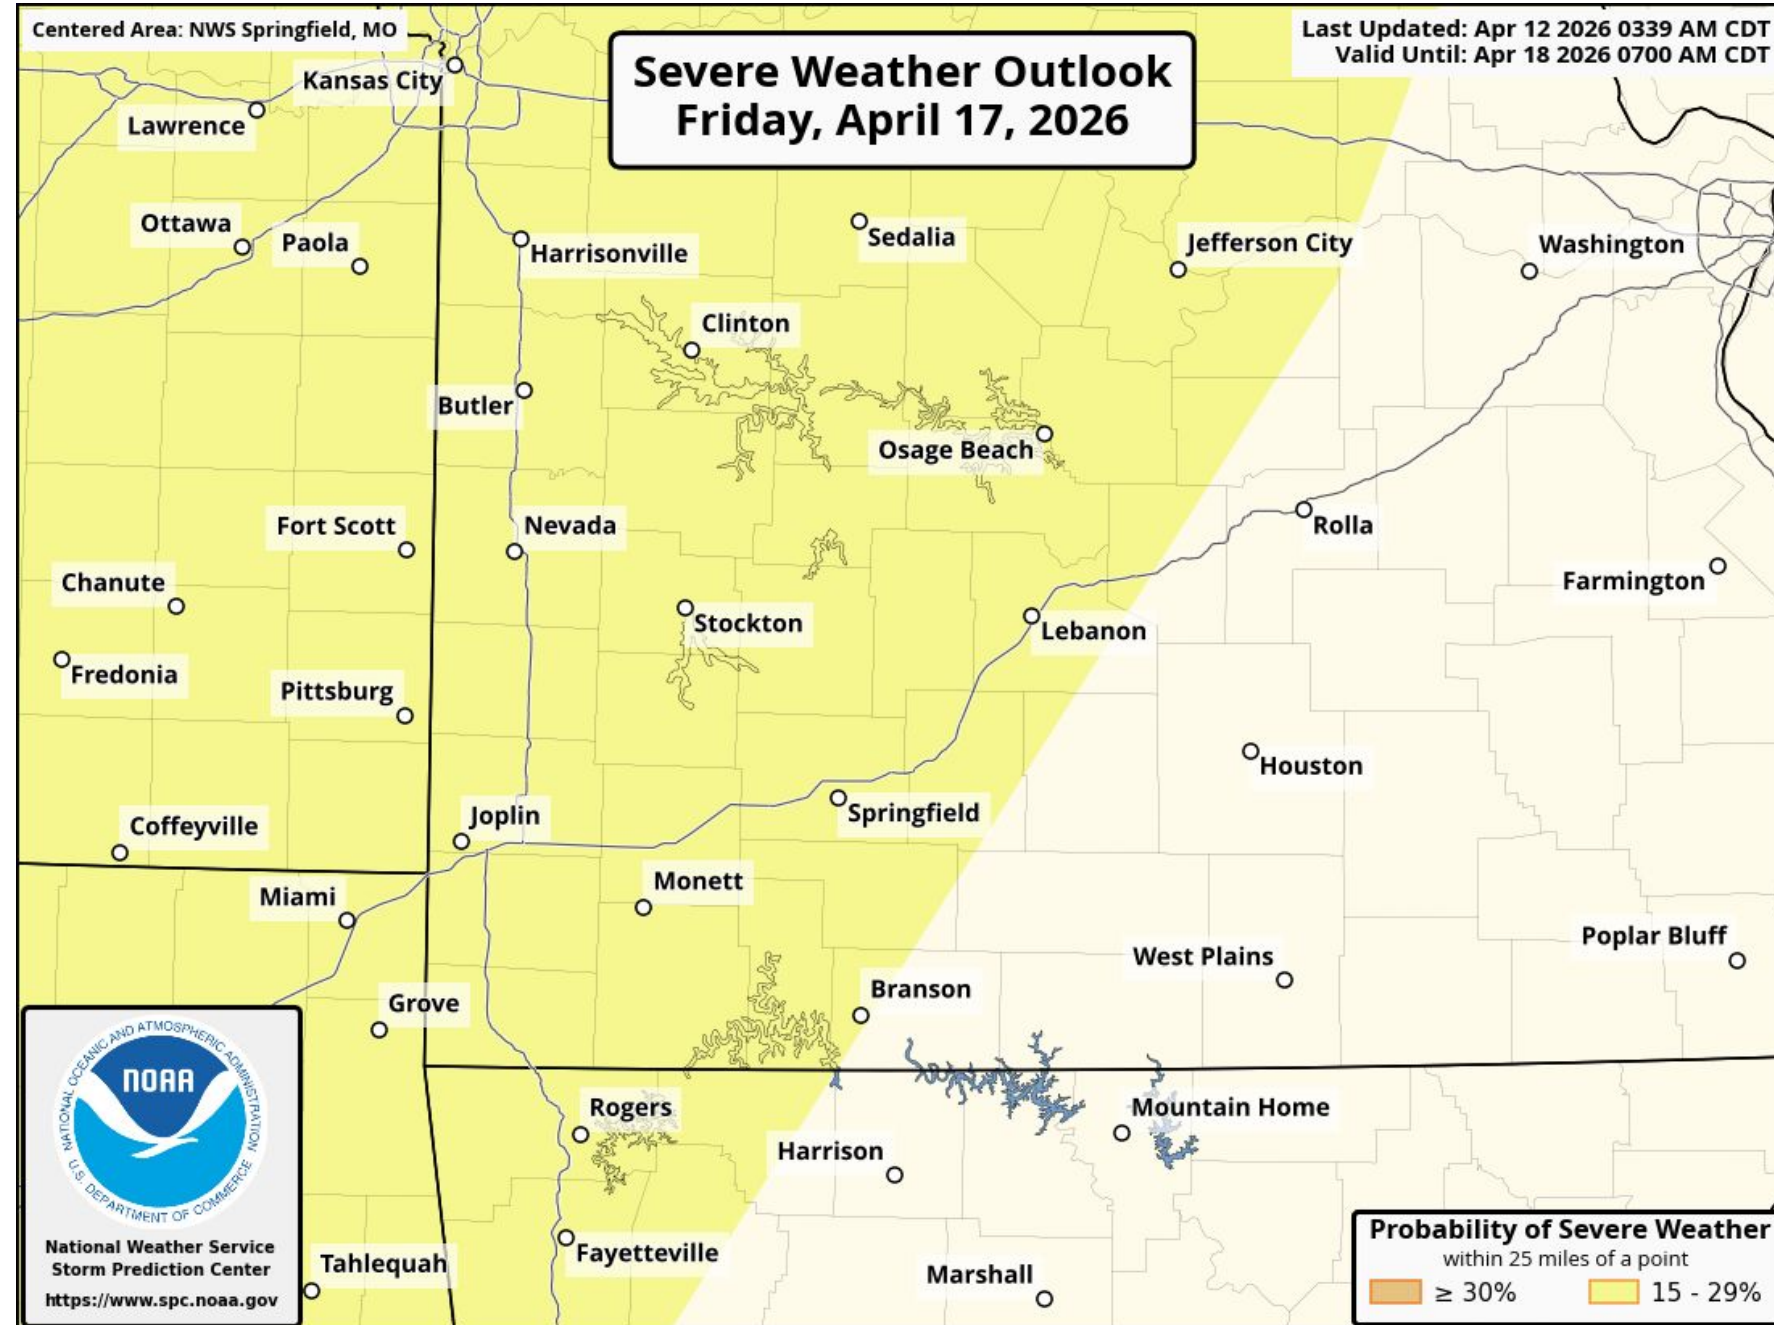 Centered Area: NWS Springfield, MO
Last Updated: Apr 12 2026 0339 AM CDT
Valid Until: Apr 18 2026 0700 AM CDT
Severe Weather Outlook
Friday, April 17, 2026
Kansas City
Lawrence
Ottawa
Paola
Harrisonville
Sedalia
Jefferson City
Washington
Clinton
Butler
Osage Beach
Fort Scott
Nevada
Rolla
Chanute
Farmington
Stockton
Lebanon
Fredonia
Pittsburg
Houston
Coffeyville
Joplin
Springfield
Miami
Monett
Poplar Bluff
West Plains
Grove
Branson
Rogers
Mountain Home
Harrison
Tahlequah
Fayetteville
Marshall
NATIONAL OCEANIC AND ATMOSPHERIC ADMINISTRATION
NOAA
U.S. DEPARTMENT OF COMMERCE
National Weather Service
Storm Prediction Center
https://www.spc.noaa.gov
Probability of Severe Weather
within 25 miles of a point
≥ 30%
15 - 29%